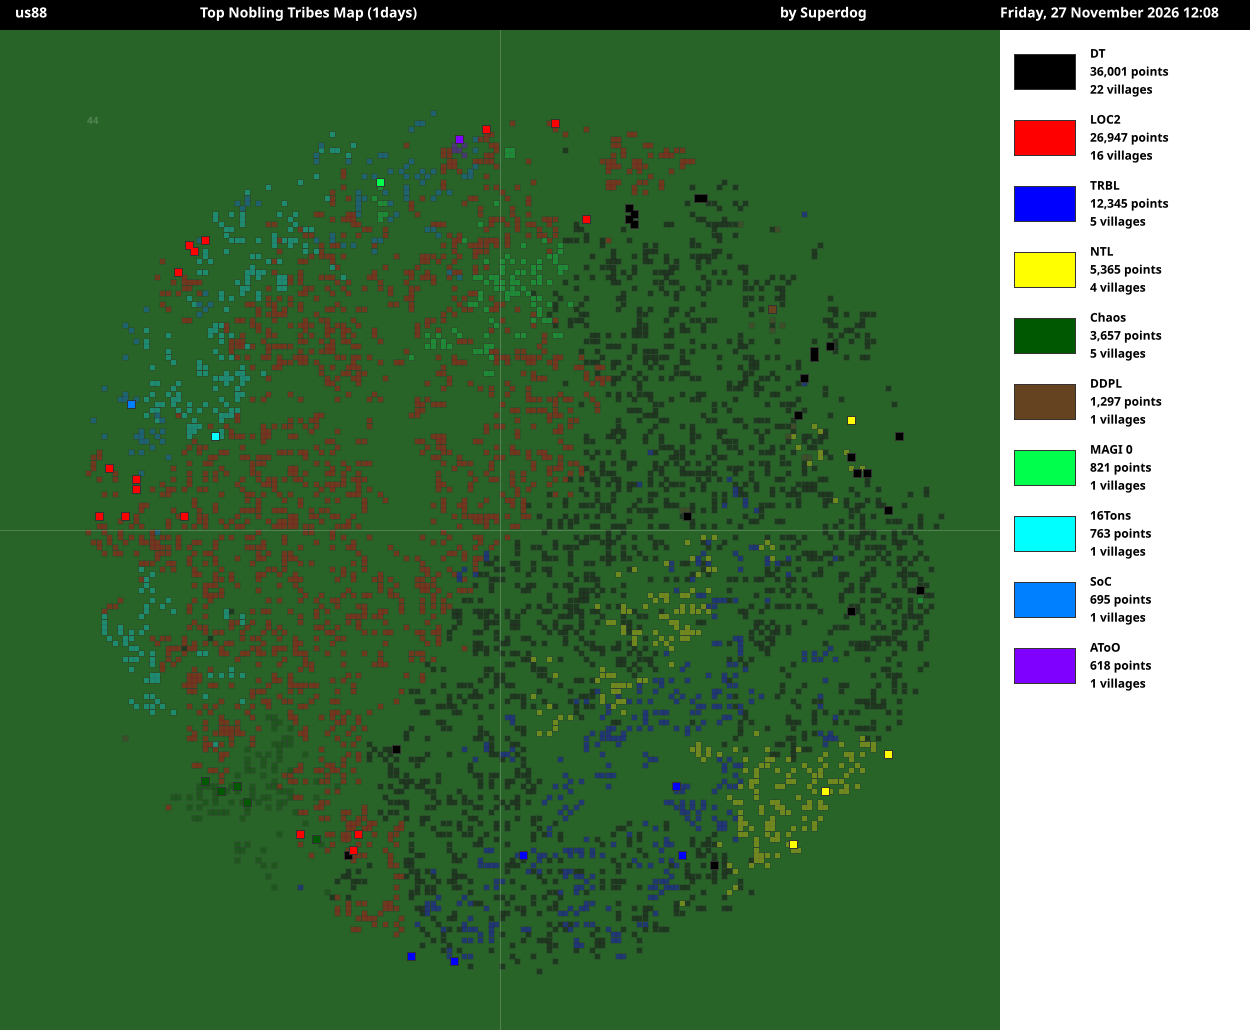 us88 Top Nobling Tribes Map (1days) by Superdog Friday, 27 November 2026 12:08
44
DT
36,001 points
22 villages
LOC2
26,947 points
16 villages
TRBL
12,345 points
5 villages
NTL
5,365 points
4 villages
Chaos
3,657 points
5 villages
DDPL
1,297 points
1 villages
MAGI 0
821 points
1 villages
16Tons
763 points
1 villages
SoC
695 points
1 villages
AToO
618 points
1 villages